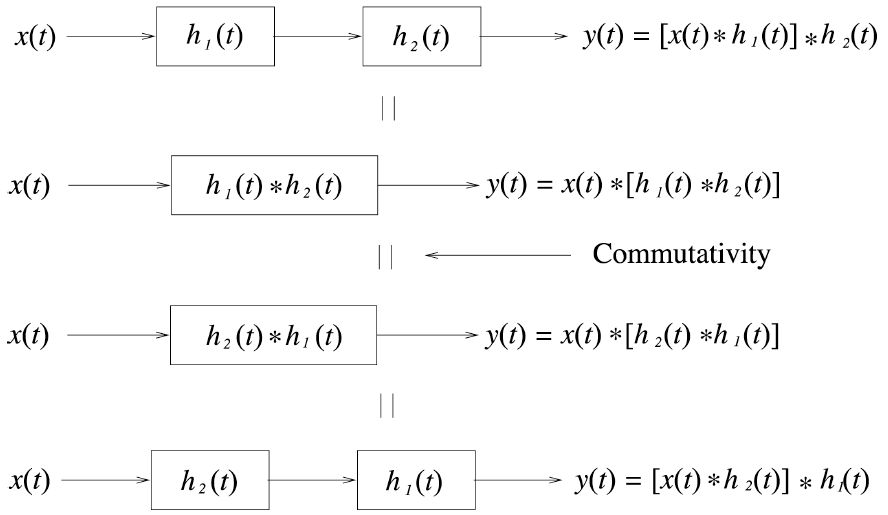 x(t) h₁(t) h₂(t) y(t) = [x(t)*h₁(t)]*h₂(t)
||
x(t) h₁(t)*h₂(t) y(t) = x(t)*[h₁(t)*h₂(t)]
|| Commutativity
x(t) h₂(t)*h₁(t) y(t) = x(t)*[h₂(t)*h₁(t)]
||
x(t) h₂(t) h₁(t) y(t) = [x(t)*h₂(t)]*h₁(t)